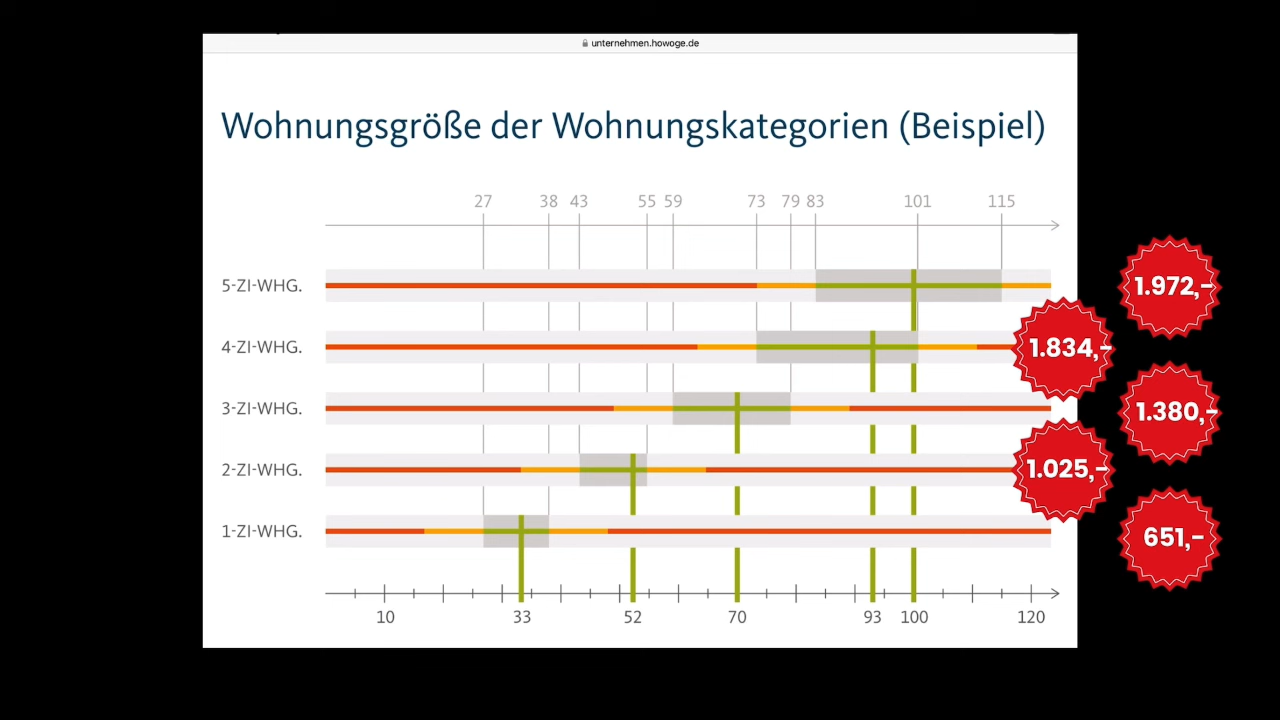 unternehmen.howoge.de
Wohnungsgröße der Wohnungskategorien (Beispiel)
27 38 43 55 59 73 79 83 101 115
5-ZI-WHG. 1.972,-
4-ZI-WHG. 1.834,-
3-ZI-WHG. 1.380,-
2-ZI-WHG. 1.025,-
1-ZI-WHG. 651,-
10 33 52 70 93 100 120